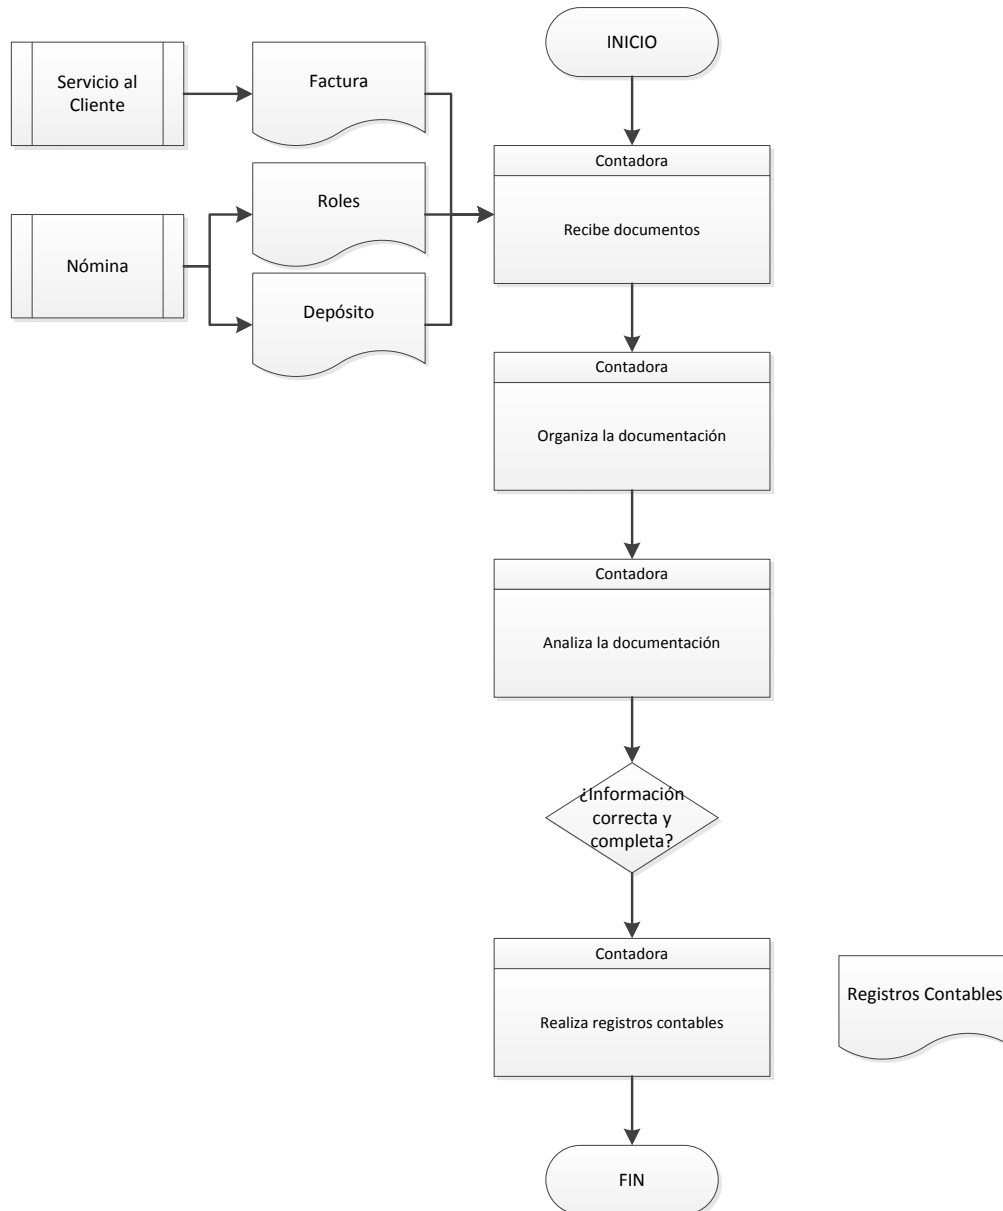 INICIO
Servicio al
Cliente
Factura
Contadora
Recibe documentos
Roles
Nómina
Depósito
Contadora
Organiza la documentación
Contadora
Analiza la documentación
¿Información
correcta y
completa?
Contadora
Realiza registros contables
Registros Contables
FIN